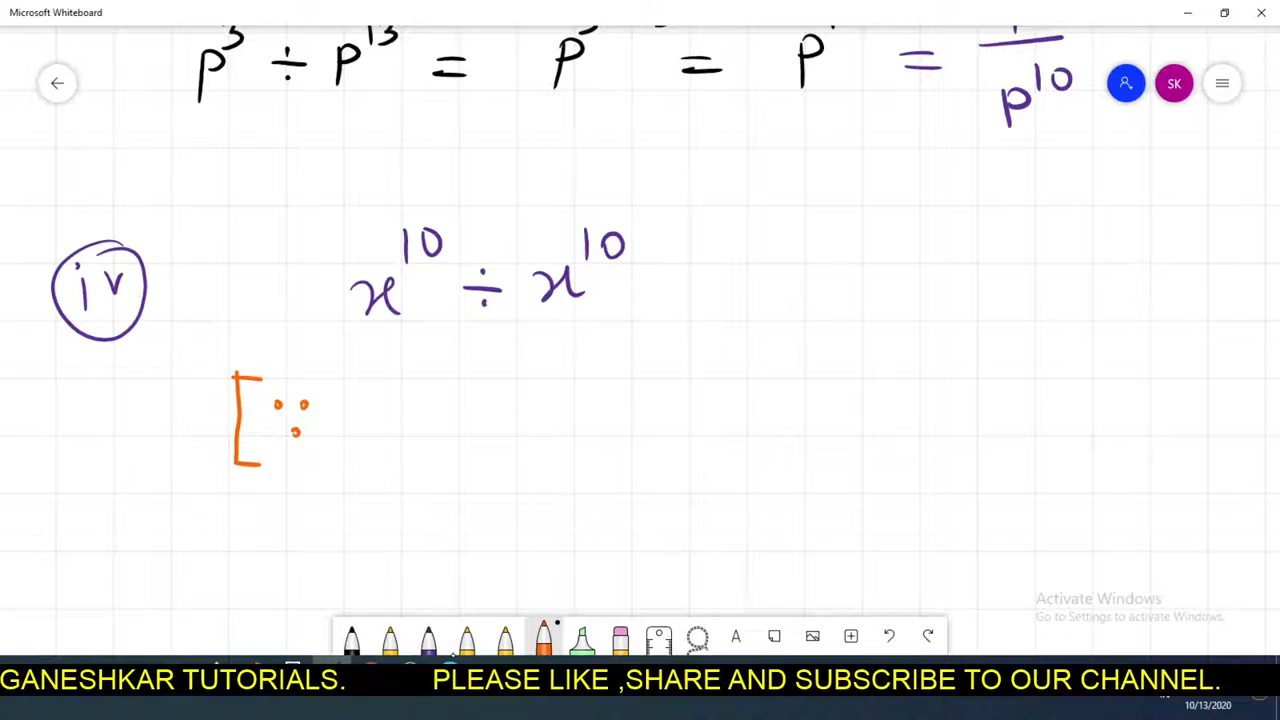 Microsoft Whiteboard
p³ ÷ p¹³ = p = p = 1/p¹⁰
SK
iv x¹⁰ ÷ x¹⁰
[ ∵
Activate Windows
Go to Settings to activate Windows.
A
GANESHKAR TUTORIALS. PLEASE LIKE ,SHARE AND SUBSCRIBE TO OUR CHANNEL.
10/13/2020